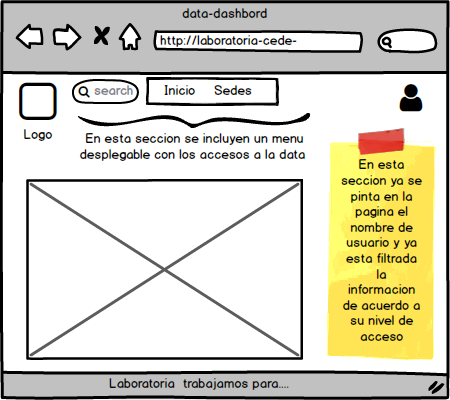 data-dashbord
http://laboratoria-cede-
search
Inicio Sedes
Logo
En esta seccion se incluyen un menu
desplegable con los accesos a la data
En esta
seccion ya se
pinta en la
pagina el
nombre de
usuario y ya
esta filtrada
la
informacion
de acuerdo a
su nivel de
acceso
Laboratoria trabajamos para....